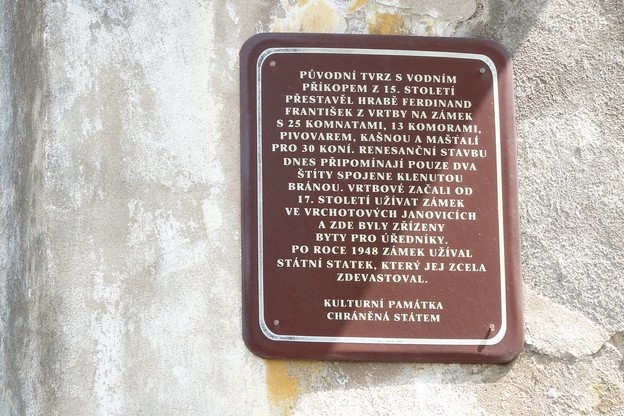 PŮVODNÍ TVRZ S VODNÍM
PŘÍKOPEM Z 15. STOLETÍ
PŘESTAVĚL HRABĚ FERDINAND
FRANTIŠEK Z VRTBY NA ZÁMEK
S 25 KOMNATAMI, 13 KOMORAMI,
PIVOVAREM, KAŠNOU A MAŠTALÍ
PRO 30 KONÍ. RENESANČNÍ STAVBU
DNES PŘIPOMÍNAJÍ POUZE DVA
ŠTÍTY SPOJENE KLENUTOU
BRÁNOU. VRTBOVÉ ZAČALI OD
17. STOLETÍ UŽÍVAT ZÁMEK
VE VRCHOTOVÝCH JANOVICÍCH
A ZDE BYLY ZŘÍZENY
BYTY PRO ÚŘEDNÍKY.
PO ROCE 1948 ZÁMEK UŽÍVAL
STÁTNÍ STATEK, KTERÝ JEJ ZCELA
ZDEVASTOVAL.
KULTURNÍ PAMÁTKA
CHRÁNĚNÁ STÁTEM